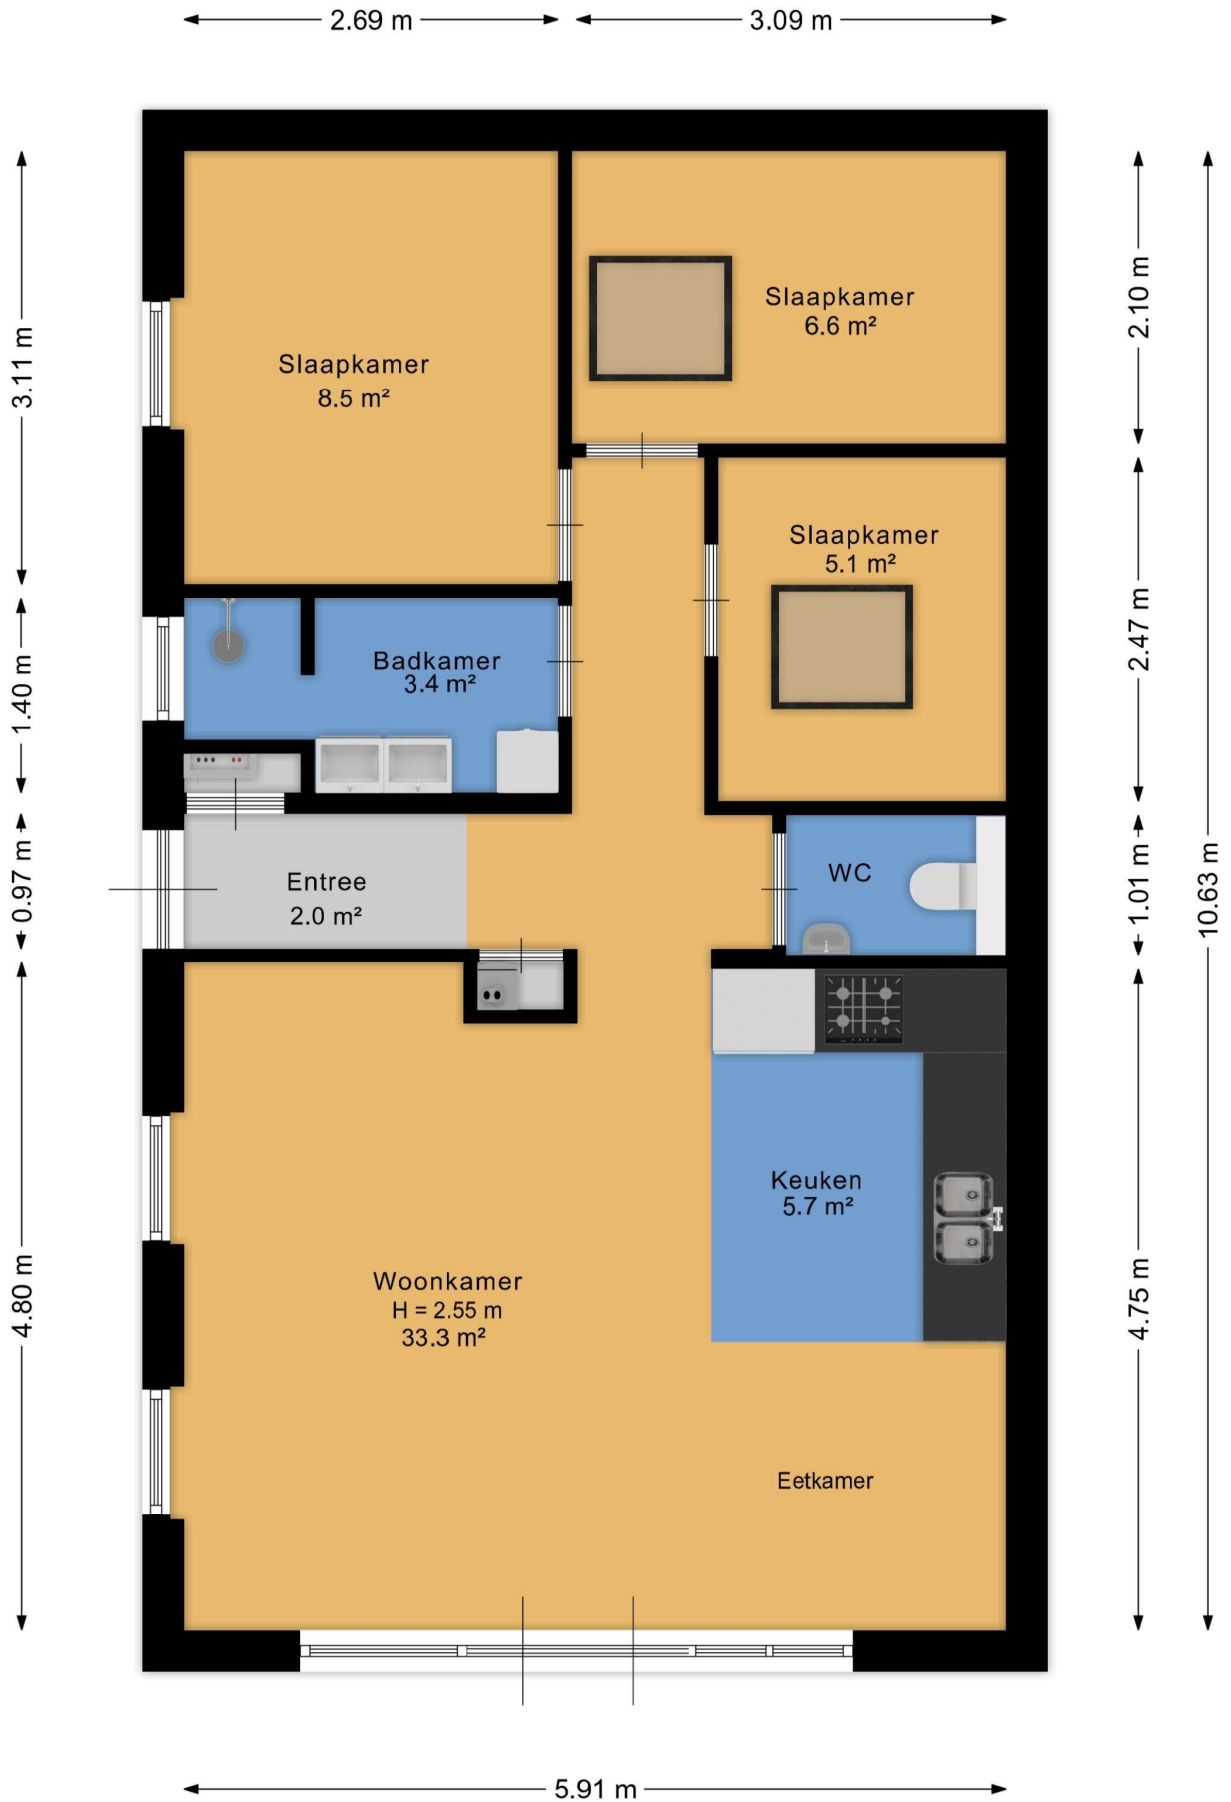 2.69 m
3.09 m
3.11 m
2.10 m
Slaapkamer
6.6 m²
Slaapkamer
8.5 m²
Slaapkamer
5.1 m²
2.47 m
1.40 m
Badkamer
3.4 m²
10.63 m
0.97 m
Entree
2.0 m²
WC
1.01 m
Keuken
5.7 m²
4.80 m
Woonkamer
H = 2.55 m
33.3 m²
4.75 m
Eetkamer
5.91 m